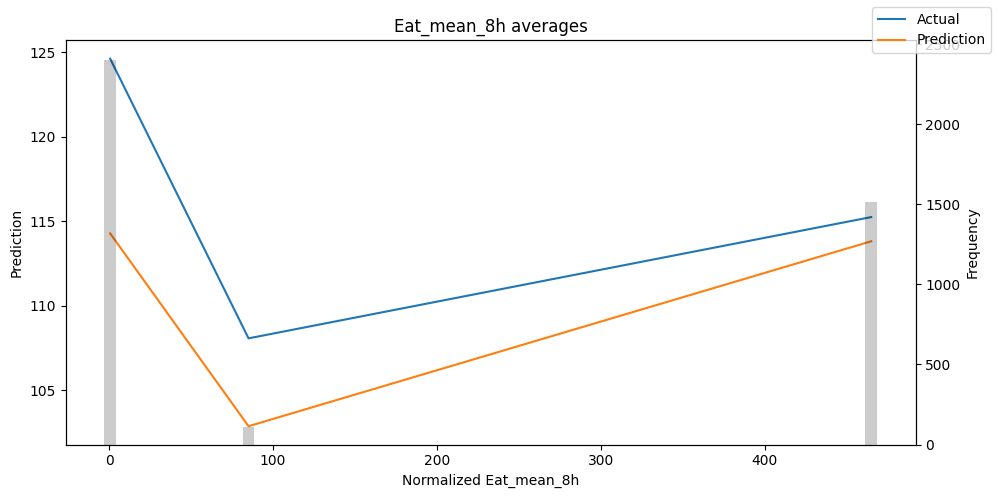 Eat_mean_8h averages
Actual
Prediction
125
120
115
110
105
Prediction
2500
2000
1500
1000
500
0
Frequency
0
100
200
300
400
Normalized Eat_mean_8h